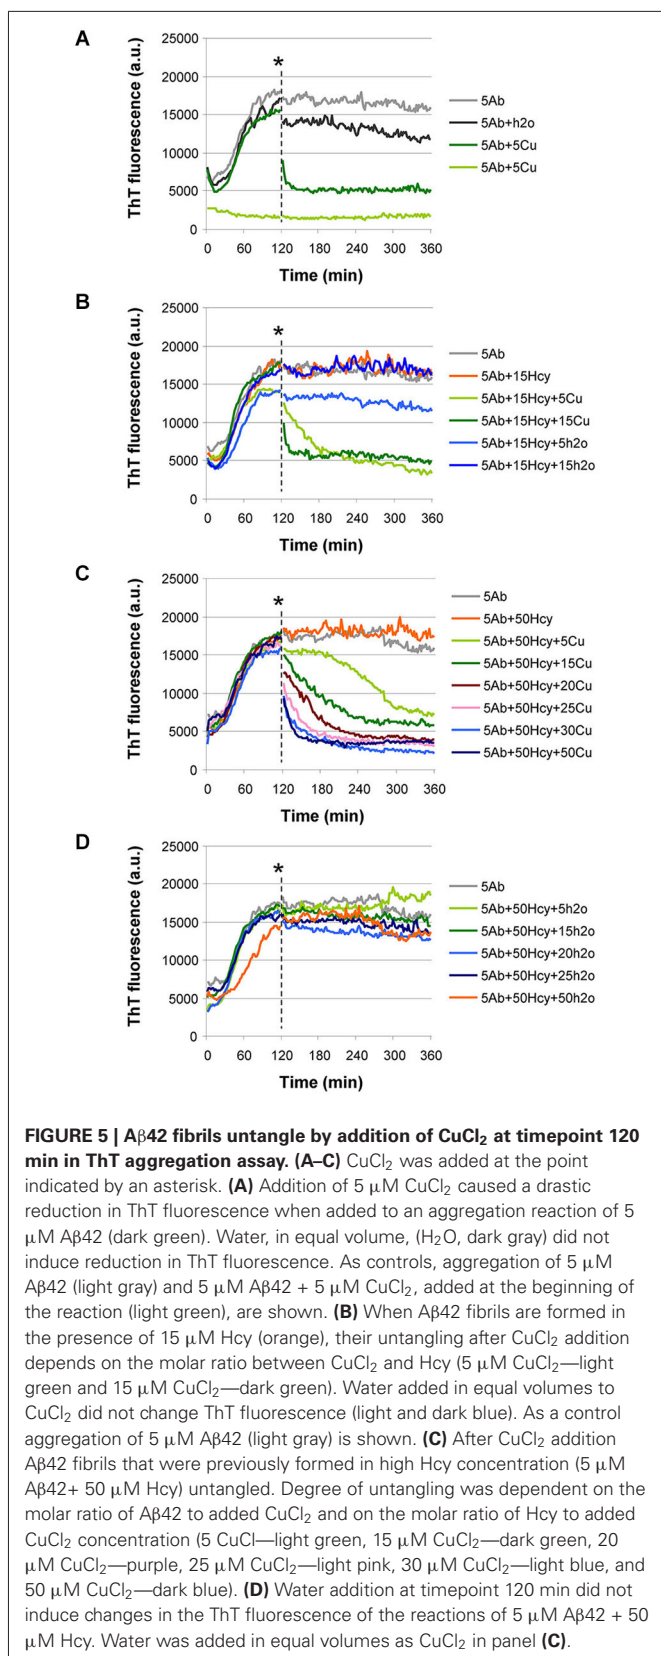 A
ThT fluorescence (a.u.)
25000
20000
15000
10000
5000
0
*
0 60 120 180 240 300 360
Time (min)
5Ab
5Ab+h2o
5Ab+5Cu
5Ab+5Cu
B
ThT fluorescence (a.u.)
25000
20000
15000
10000
5000
0
*
0 60 120 180 240 300 360
Time (min)
5Ab
5Ab+15Hcy
5Ab+15Hcy+5Cu
5Ab+15Hcy+15Cu
5Ab+15Hcy+5h2o
5Ab+15Hcy+15h2o
C
ThT fluorescence (a.u.)
25000
20000
15000
10000
5000
0
*
0 60 120 180 240 300 360
Time (min)
5Ab
5Ab+50Hcy
5Ab+50Hcy+5Cu
5Ab+50Hcy+15Cu
5Ab+50Hcy+20Cu
5Ab+50Hcy+25Cu
5Ab+50Hcy+30Cu
5Ab+50Hcy+50Cu
D
ThT fluorescence (a.u.)
25000
20000
15000
10000
5000
0
*
0 60 120 180 240 300 360
Time (min)
5Ab
5Ab+50Hcy+5h2o
5Ab+50Hcy+15h2o
5Ab+50Hcy+20h2o
5Ab+50Hcy+25h2o
5Ab+50Hcy+50h2o
FIGURE 5 | Aβ42 fibrils untangle by addition of CuCl₂ at timepoint 120
min in ThT aggregation assay. (A–C) CuCl₂ was added at the point
indicated by an asterisk. (A) Addition of 5 μM CuCl₂ caused a drastic
reduction in ThT fluorescence when added to an aggregation reaction of 5
μM Aβ42 (dark green). Water, in equal volume, (H₂O, dark gray) did not
induce reduction in ThT fluorescence. As controls, aggregation of 5 μM
Aβ42 (light gray) and 5 μM Aβ42 + 5 μM CuCl₂, added at the beginning of
the reaction (light green), are shown. (B) When Aβ42 fibrils are formed in
the presence of 15 μM Hcy (orange), their untangling after CuCl₂ addition
depends on the molar ratio between CuCl₂ and Hcy (5 μM CuCl₂—light
green and 15 μM CuCl₂—dark green). Water added in equal volumes to
CuCl₂ did not change ThT fluorescence (light and dark blue). As a control
aggregation of 5 μM Aβ42 (light gray) is shown. (C) After CuCl₂ addition
Aβ42 fibrils that were previously formed in high Hcy concentration (5 μM
Aβ42+ 50 μM Hcy) untangled. Degree of untangling was dependent on the
molar ratio of Aβ42 to added CuCl₂ and on the molar ratio of Hcy to added
CuCl₂ concentration (5 CuCl—light green, 15 μM CuCl₂—dark green, 20
μM CuCl₂—purple, 25 μM CuCl₂—light pink, 30 μM CuCl₂—light blue, and
50 μM CuCl₂—dark blue). (D) Water addition at timepoint 120 min did not
induce changes in the ThT fluorescence of the reactions of 5 μM Aβ42 + 50
μM Hcy. Water was added in equal volumes as CuCl₂ in panel (C).